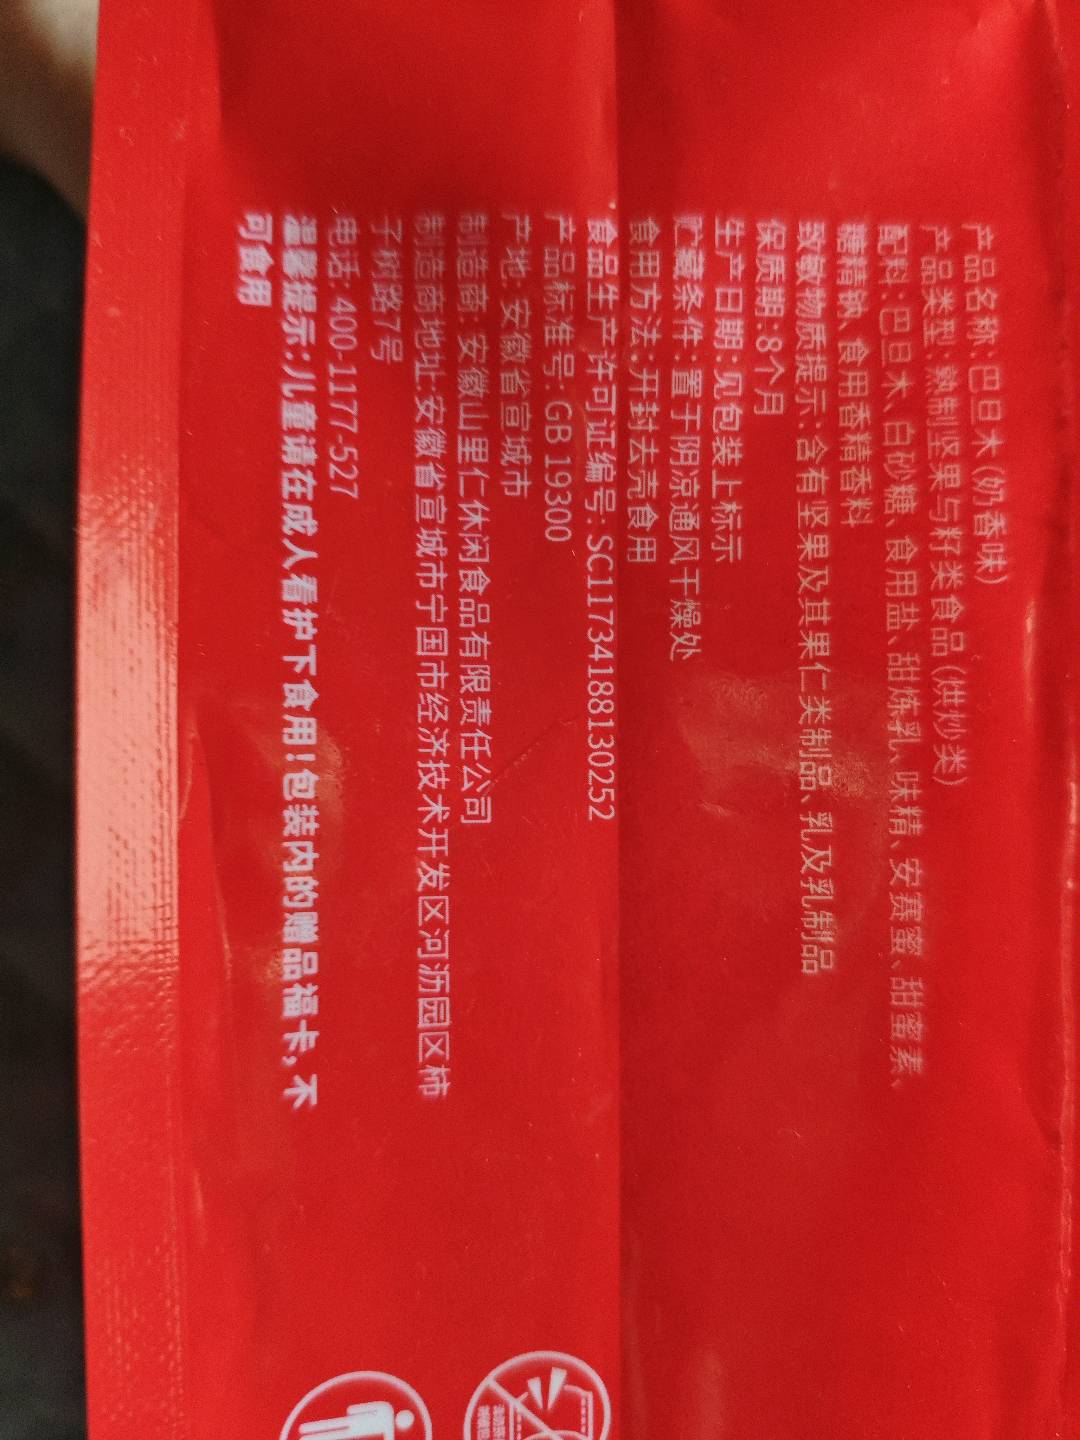 产品名称:巴旦木(奶香味)
产品类型:熟制坚果与籽类食品(烘炒类)
配料:巴旦木、白砂糖、食用盐、甜炼乳、味精、安赛蜜、甜蜜素、
糖精钠、食用香精香料
致敏物质提示:含有坚果及其果仁类制品、乳及乳制品
保质期:8个月
生产日期:见包装上标示
贮藏条件:置于阴凉通风干燥处
食用方法:开封去壳食用
食品生产许可证编号:SC11734188130252
产品标准号:GB 19300
产地:安徽省宣城市
制造商:安徽山里仁休闲食品有限责任公司
制造商地址:安徽省宣城市宁国市经济技术开发区河沥园区柿
子树路7号
电话:400-1177-527
温馨提示:儿童请在成人看护下食用!包装内的赠品福卡,不
可食用